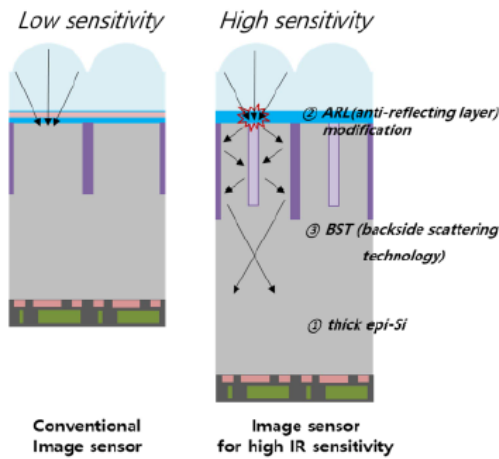 Low sensitivity
High sensitivity
② ARL(anti-reflecting layer)
modification
③ BST (backside scattering
technology)
① thick epi-Si
Conventional
Image sensor
Image sensor
for high IR sensitivity